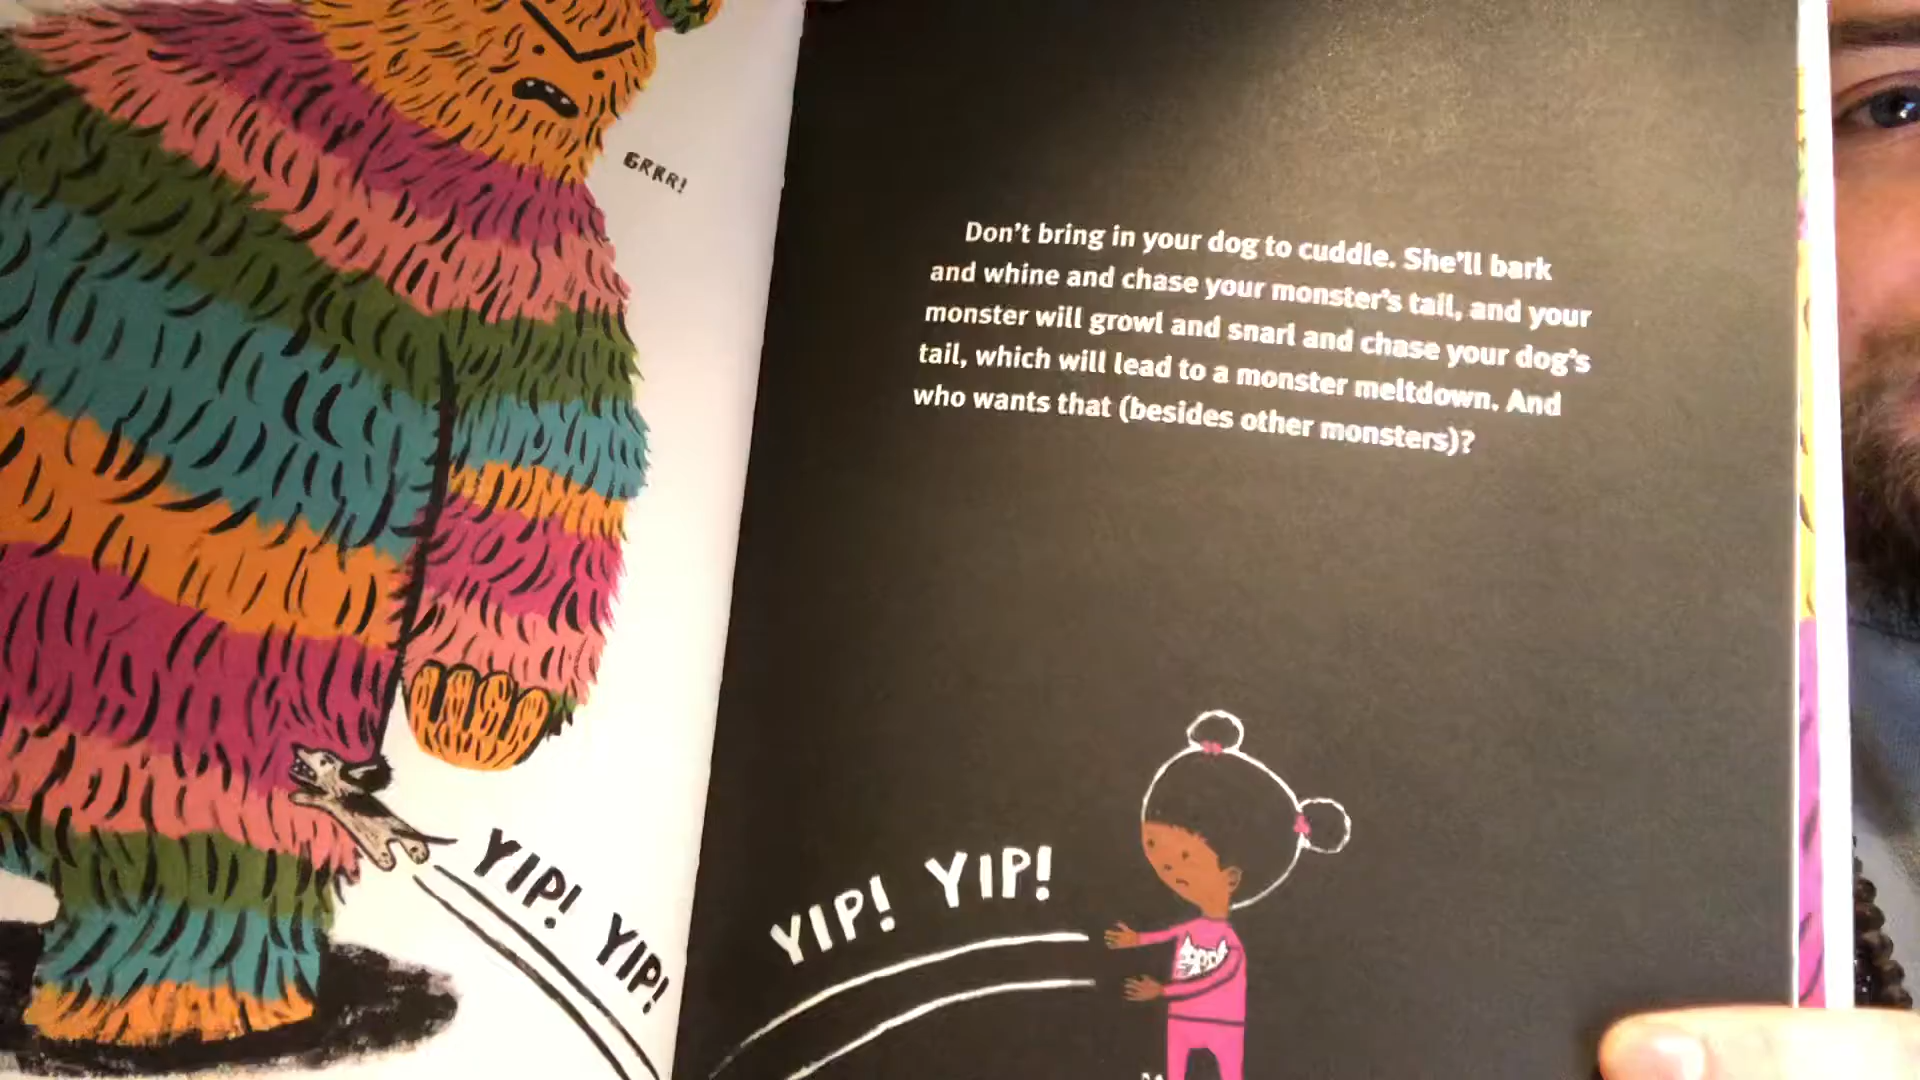 GRRR!
YIP! YIP!
Don't bring in your dog to cuddle. She'll bark
and whine and chase your monster's tail, and your
monster will growl and snarl and chase your dog's
tail, which will lead to a monster meltdown. And
who wants that (besides other monsters)?
YIP! YIP!